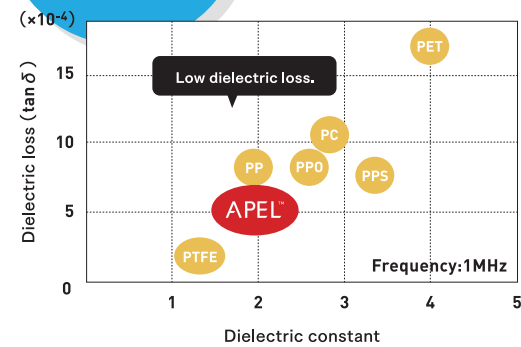 (×10-⁴)
Dielectric loss (tan δ)
15
10
5
0
Low dielectric loss.
PET
PC
PP
PPO
PPS
APEL™
PTFE
Frequency:1MHz
1 2 3 4 5
Dielectric constant